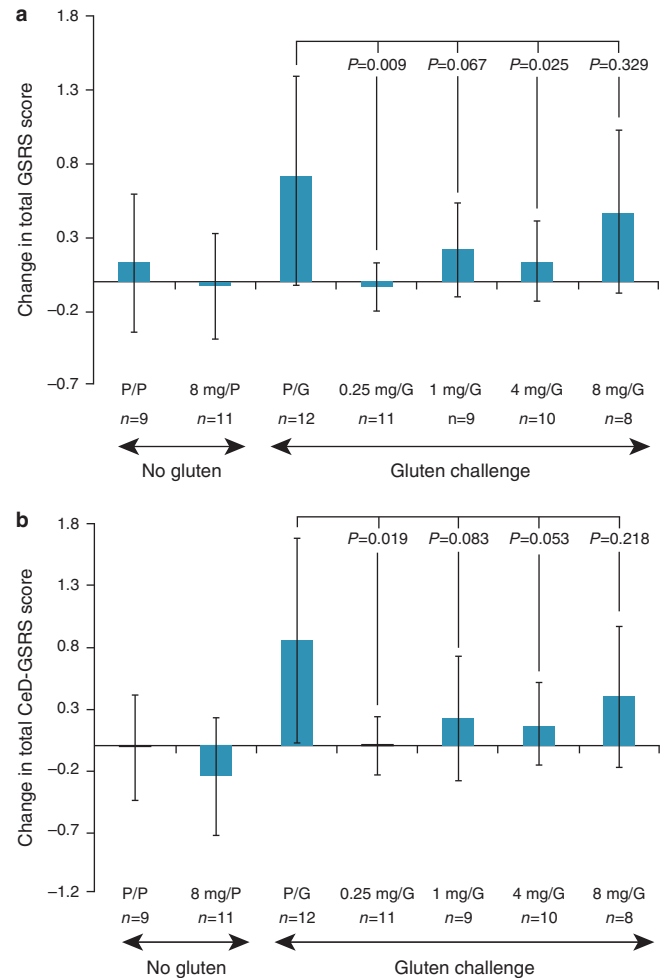 a
Change in total GSRS score
1.8
1.3
0.8
0.3
−0.2
−0.7
P=0.009 P=0.067 P=0.025 P=0.329
P/P 8 mg/P P/G 0.25 mg/G 1 mg/G 4 mg/G 8 mg/G
n=9 n=11 n=12 n=11 n=9 n=10 n=8
No gluten Gluten challenge
b
Change in total CeD-GSRS score
1.8
1.3
0.8
0.3
−0.2
−0.7
−1.2
P=0.019 P=0.083 P=0.053 P=0.218
P/P 8 mg/P P/G 0.25 mg/G 1 mg/G 4 mg/G 8 mg/G
n=9 n=11 n=12 n=11 n=9 n=10 n=8
No gluten Gluten challenge